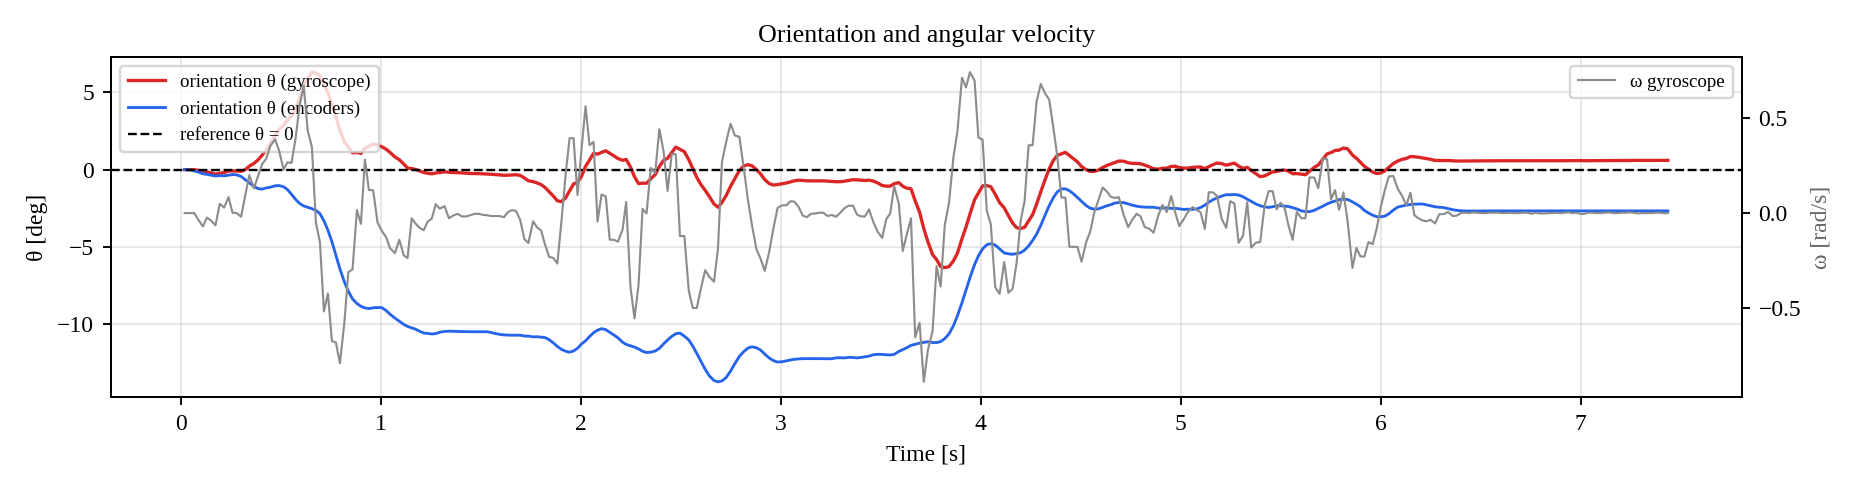 Orientation and angular velocity
orientation θ (gyroscope)
orientation θ (encoders)
reference θ = 0
ω gyroscope
5
0
−5
−10
θ [deg]
0.5
0.0
−0.5
ω [rad/s]
0 1 2 3 4 5 6 7
Time [s]